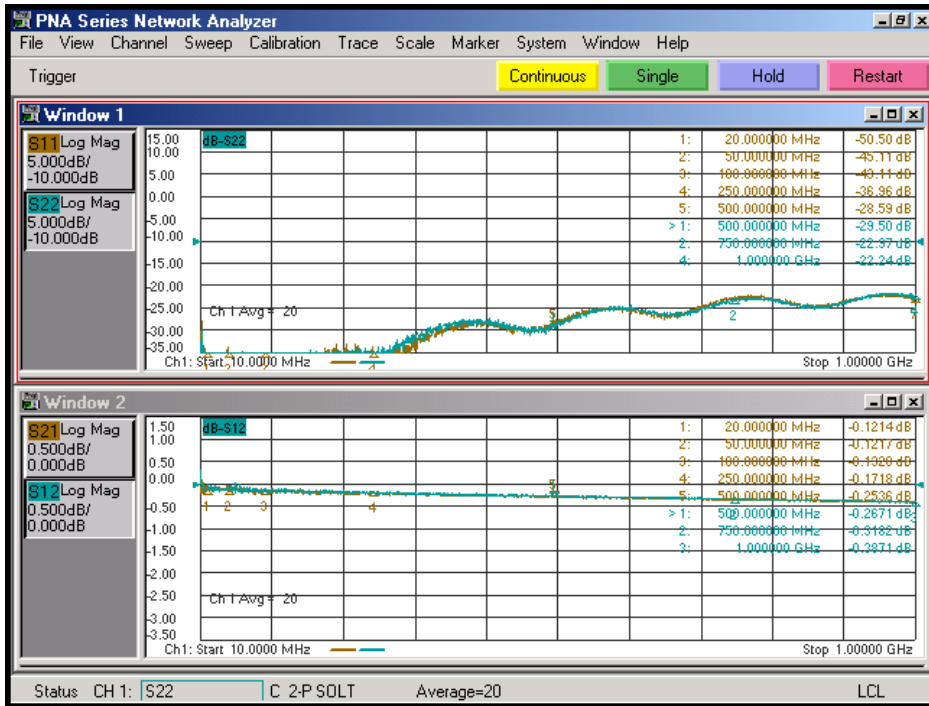 PNA Series Network Analyzer
File View Channel Sweep Calibration Trace Scale Marker System Window Help
Trigger Continuous Single Hold Restart
Window 1
S11 Log Mag
5.000dB/
-10.000dB
S22 Log Mag
5.000dB/
-10.000dB
15.00
10.00
5.00
0.00
-5.00
-10.00
-15.00
-20.00
-25.00
-30.00
-35.00
dB-S22
1: 20.000000 MHz -50.50 dB
2: 50.000000 MHz -45.11 dB
3: 100.000000 MHz -43.11 dB
4: 250.000000 MHz -36.96 dB
5: 500.000000 MHz -28.59 dB
> 1: 500.000000 MHz -29.50 dB
2: 750.000000 MHz -22.97 dB
4: 1.000000 GHz -22.24 dB
Ch 1 Avg = 20
5
2
Ch1: Start 10.0000 MHz Stop 1.00000 GHz
Window 2
S21 Log Mag
0.500dB/
0.000dB
S12 Log Mag
0.500dB/
0.000dB
1.50
1.00
0.50
0.00
-0.50
-1.00
-1.50
-2.00
-2.50
-3.00
-3.50
dB-S12
1: 20.000000 MHz -0.1214 dB
2: 50.000000 MHz -0.1217 dB
3: 100.000000 MHz -0.1320 dB
4: 250.000000 MHz -0.1718 dB
5: 500.000000 MHz -0.2536 dB
> 1: 500.000000 MHz -0.2671 dB
2: 750.000000 MHz -0.3182 dB
3: 1.000000 GHz -0.3871 dB
1 2 3 4
Ch 1 Avg = 20
Ch1: Start 10.0000 MHz Stop 1.00000 GHz
Status CH 1: S22 C 2-P SOLT Average=20 LCL